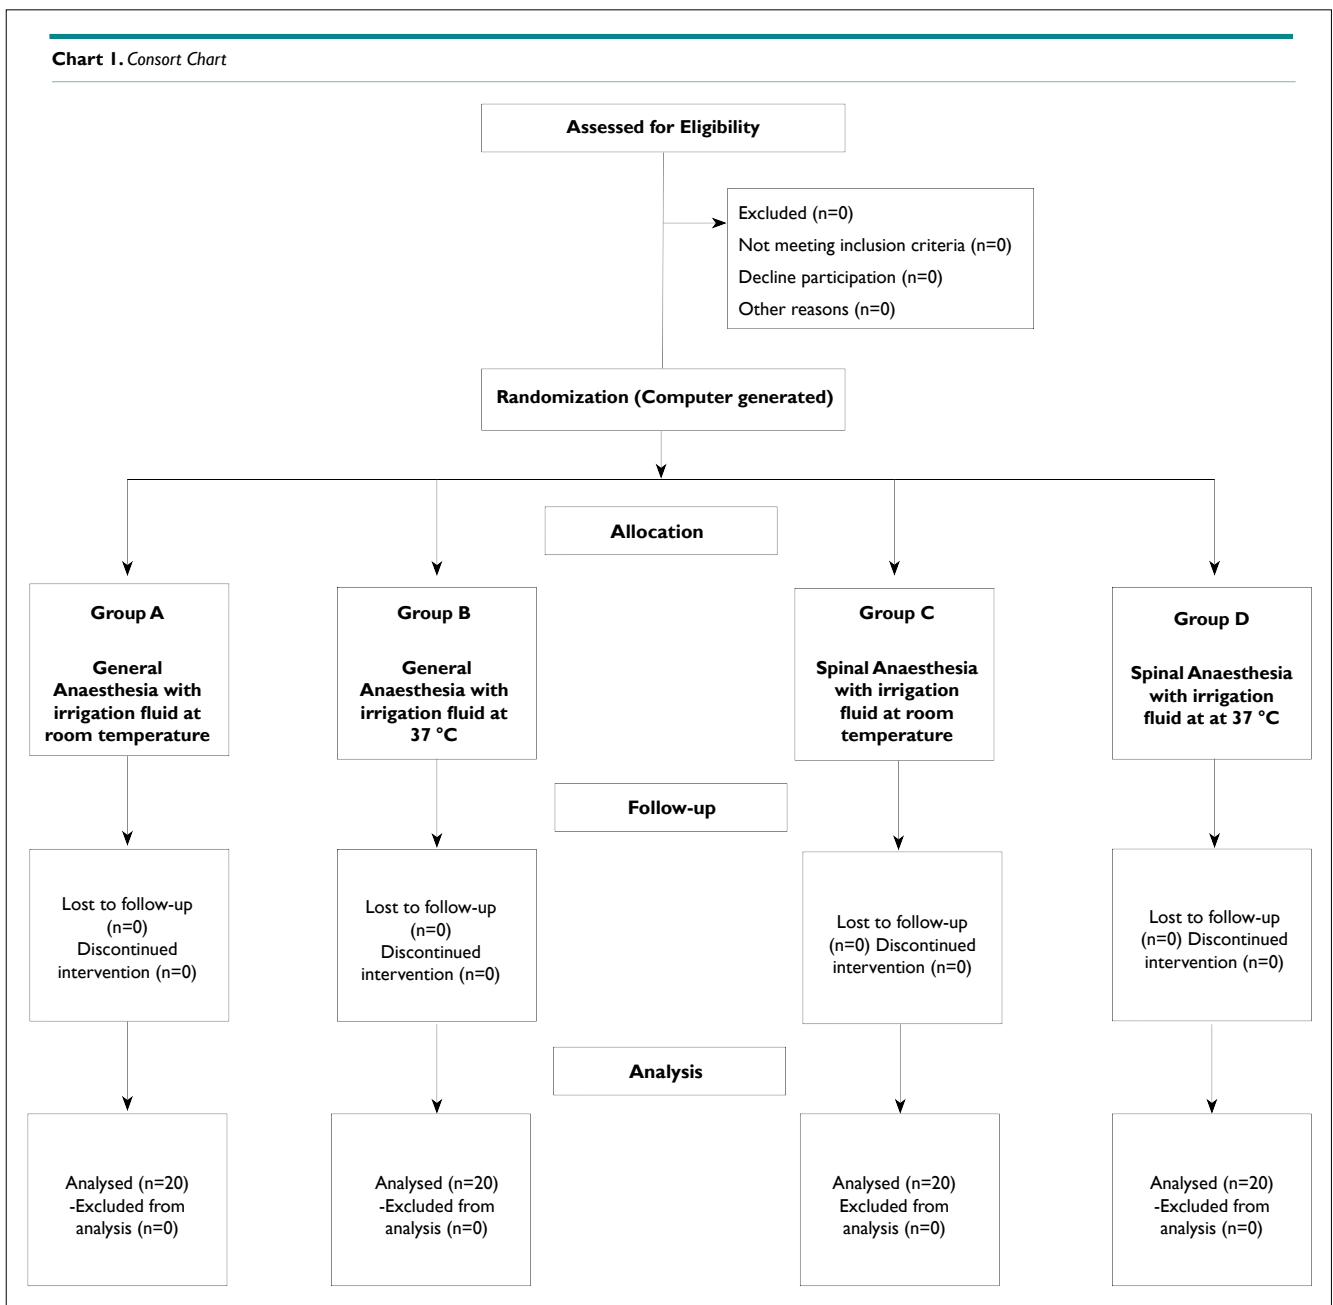 Chart 1. Consort Chart
Assessed for Eligibility
Excluded (n=0)
Not meeting inclusion criteria (n=0)
Decline participation (n=0)
Other reasons (n=0)
Randomization (Computer generated)
Allocation
Group A
General
Anaesthesia with
irrigation fluid at
room temperature
Group B
General
Anaesthesia with
irrigation fluid at
37 °C
Group C
Spinal Anaesthesia
with irrigation
fluid at room
temperature
Group D
Spinal Anaesthesia
with irrigation
fluid at at 37 °C
Follow-up
Lost to follow-up
(n=0)
Discontinued
intervention (n=0)
Lost to follow-up
(n=0)
Discontinued
intervention (n=0)
Lost to follow-up
(n=0) Discontinued
intervention (n=0)
Lost to follow-up
(n=0) Discontinued
intervention (n=0)
Analysis
Analysed (n=20)
-Excluded from
analysis (n=0)
Analysed (n=20)
-Excluded from
analysis (n=0)
Analysed (n=20)
Excluded from
analysis (n=0)
Analysed (n=20)
-Excluded from
analysis (n=0)